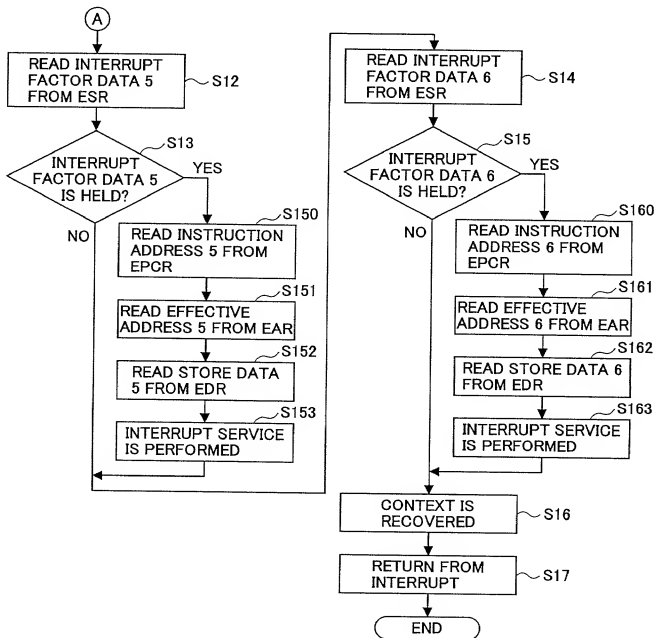 A
READ INTERRUPT
FACTOR DATA 5
FROM ESR
S12
S13
INTERRUPT
FACTOR DATA 5
IS HELD?
YES
NO
S150
READ INSTRUCTION
ADDRESS 5 FROM
EPCR
S151
READ EFFECTIVE
ADDRESS 5 FROM EAR
S152
READ STORE DATA
5 FROM EDR
S153
INTERRUPT SERVICE
IS PERFORMED
READ INTERRUPT
FACTOR DATA 6
FROM ESR
S14
S15
INTERRUPT
FACTOR DATA 6
IS HELD?
YES
NO
S160
READ INSTRUCTION
ADDRESS 6 FROM
EPCR
S161
READ EFFECTIVE
ADDRESS 6 FROM EAR
S162
READ STORE DATA 6
FROM EDR
S163
INTERRUPT SERVICE
IS PERFORMED
CONTEXT IS
RECOVERED
S16
RETURN FROM
INTERRUPT
S17
END